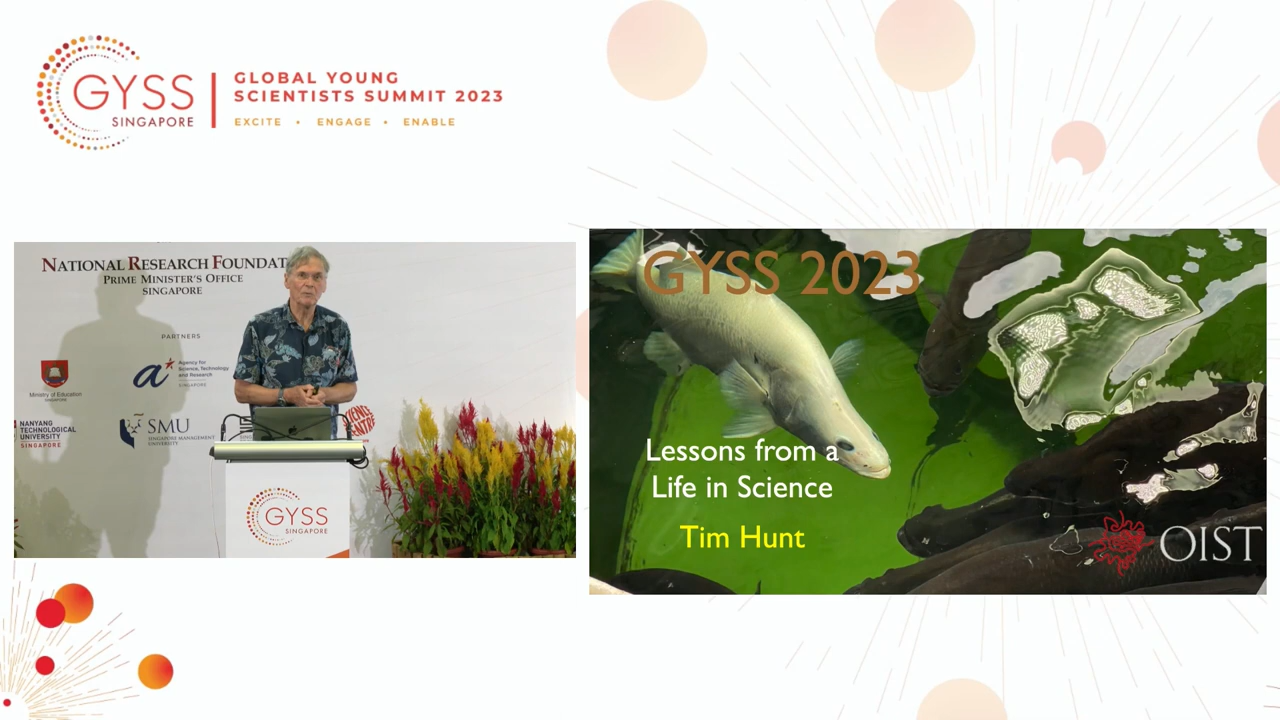 GYSS
SINGAPORE
GLOBAL YOUNG
SCIENTISTS SUMMIT 2023
EXCITE • ENGAGE • ENABLE
NATIONAL RESEARCH FOUNDAT
PRIME MINISTER'S OFFICE
SINGAPORE
PARTNERS
Ministry of Education
SINGAPORE
Agency for
Science, Technology
and Research
SINGAPORE
NANYANG
TECHNOLOGICAL
UNIVERSITY
SINGAPORE
SMU
SINGAPORE MANAGEMENT
UNIVERSITY
GYSS
SINGAPORE
GYSS 2023
Lessons from a
Life in Science
Tim Hunt
OIST